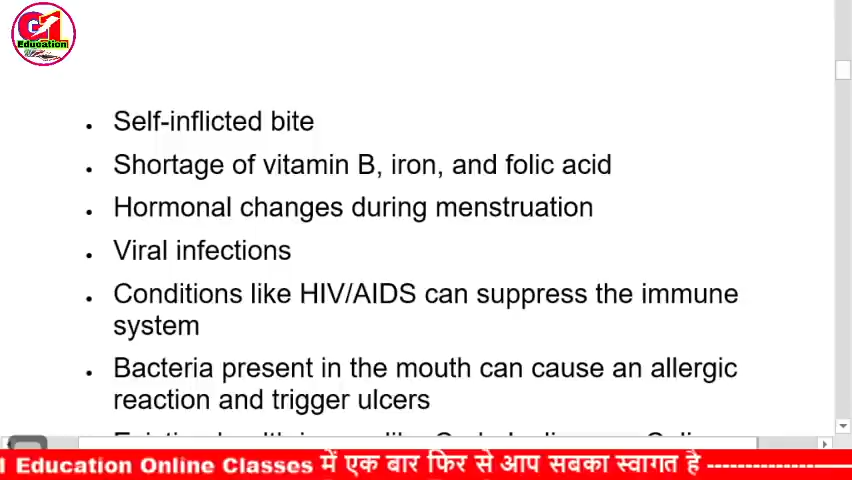 G1
Education
Self-inflicted bite
Shortage of vitamin B, iron, and folic acid
Hormonal changes during menstruation
Viral infections
Conditions like HIV/AIDS can suppress the immune
system
Bacteria present in the mouth can cause an allergic
reaction and trigger ulcers
1 Education Online Classes में एक बार फिर से आप सबका स्वागत है